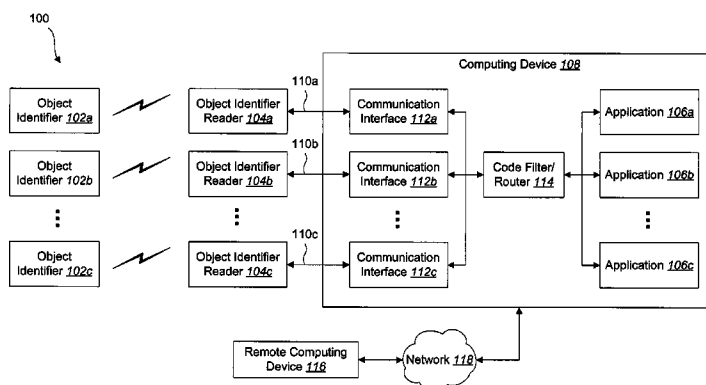 100
Computing Device 108
110a
Object
Identifier 102a
Object Identifier
Reader 104a
Communication
Interface 112a
Application 106a
110b
Object
Identifier 102b
Object Identifier
Reader 104b
Communication
Interface 112b
Code Filter/
Router 114
Application 106b
110c
Object
Identifier 102c
Object Identifier
Reader 104c
Communication
Interface 112c
Application 106c
Remote Computing
Device 116
Network 118